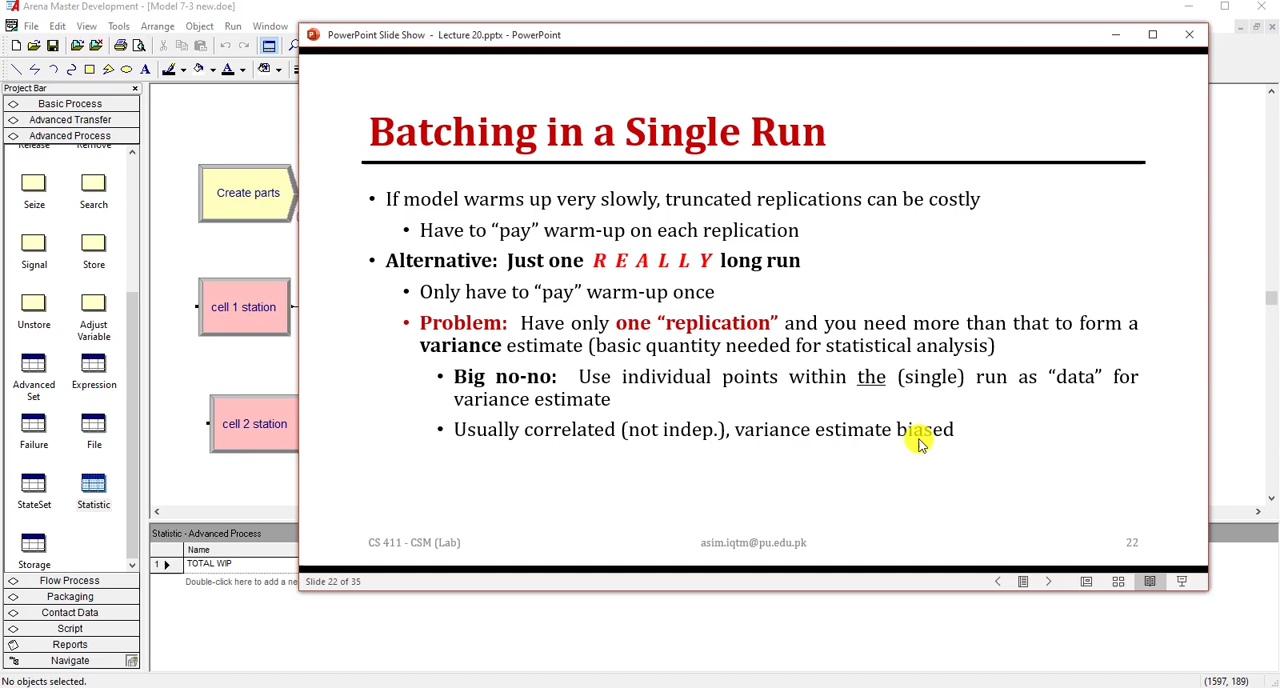 Arena Master Development - [Model 7-3 new.doe]
File Edit View Tools Arrange Object Run Window
Project Bar
Basic Process
Advanced Transfer
Advanced Process
Release Remove
Seize Search
Signal Store
Unstore Adjust Variable
Advanced Set Expression
Failure File
StateSet Statistic
Storage
Flow Process
Packaging
Contact Data
Script
Reports
Navigate
No objects selected.
Create parts
cell 1 station
cell 2 station
Statistic - Advanced Process
Name
1 TOTAL WIP
Double-click here to add a ne
PowerPoint Slide Show - Lecture 20.pptx - PowerPoint
Batching in a Single Run
• If model warms up very slowly, truncated replications can be costly
• Have to “pay” warm-up on each replication
• Alternative: Just one R E A L L Y long run
• Only have to “pay” warm-up once
• Problem: Have only one “replication” and you need more than that to form a
variance estimate (basic quantity needed for statistical analysis)
• Big no-no: Use individual points within the (single) run as “data” for
variance estimate
• Usually correlated (not indep.), variance estimate biased
CS 411 - CSM (Lab) asim.iqtm@pu.edu.pk 22
Slide 22 of 35
(1597, 189)